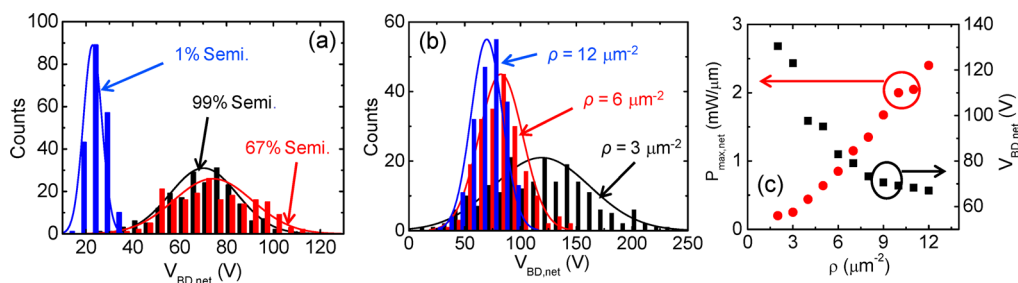 (a)
1% Semi.
99% Semi.
67% Semi.
Counts
100
80
60
40
20
0
20 40 60 80 100 120
V_BD,net (V)
(b)
ρ = 12 μm⁻²
ρ = 6 μm⁻²
ρ = 3 μm⁻²
Counts
60
40
20
0
0 50 100 150 200 250
V_BD,net (V)
(c)
P_max,net (mW/μm)
3
2
1
0
0 3 6 9 12
ρ (μm⁻²)
140
120
100
80
60
V_BD,net (V)